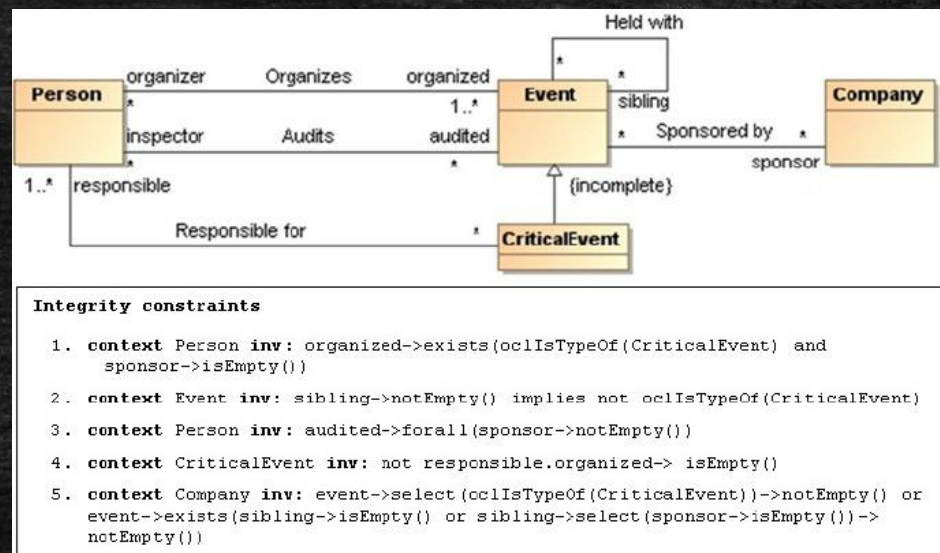 Held with
organizer Organizes organized
Person
Event
Company
*
*
*
1..*
sibling
inspector Audits audited
* Sponsored by *
*
*
sponsor
1..* responsible
{incomplete}
Responsible for *
CriticalEvent
Integrity constraints
1. context Person inv: organized->exists(oclIsTypeOf(CriticalEvent) and
sponsor->isEmpty())
2. context Event inv: sibling->notEmpty() implies not oclIsTypeOf(CriticalEvent)
3. context Person inv: audited->forall(sponsor->notEmpty())
4. context CriticalEvent inv: not responsible.organized-> isEmpty()
5. context Company inv: event->select(oclIsTypeOf(CriticalEvent))->notEmpty() or
event->exists(sibling->isEmpty() or sibling->select(sponsor->isEmpty())->
notEmpty())